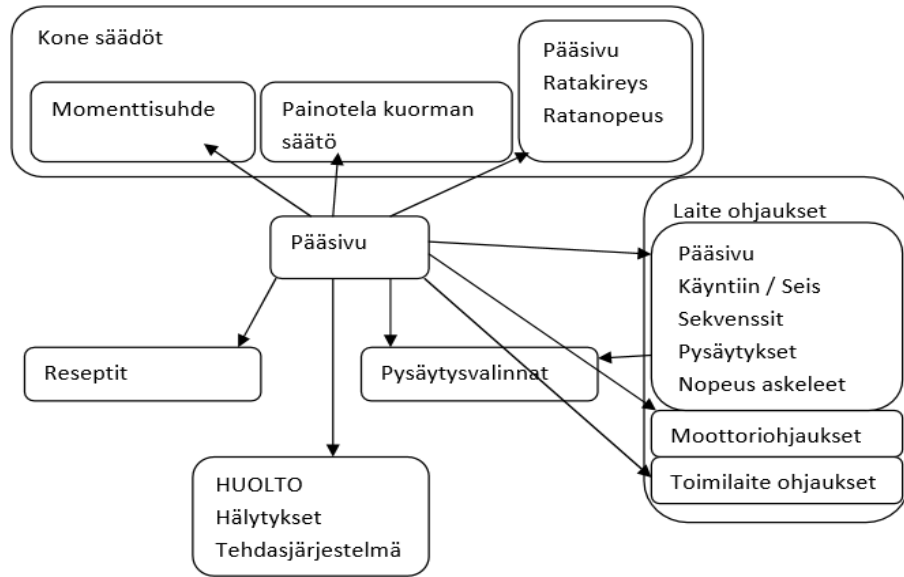 Kone säädöt
Momenttisuhde
Painotela kuorman
säätö
Pääsivu
Ratakireys
Ratanopeus
Pääsivu
Laite ohjaukset
Pääsivu
Käyntiin / Seis
Sekvenssit
Pysäytykset
Nopeus askeleet
Reseptit
Pysäytysvalinnat
Moottoriohjaukset
Toimilaite ohjaukset
HUOLTO
Hälytykset
Tehdasjärjestelmä